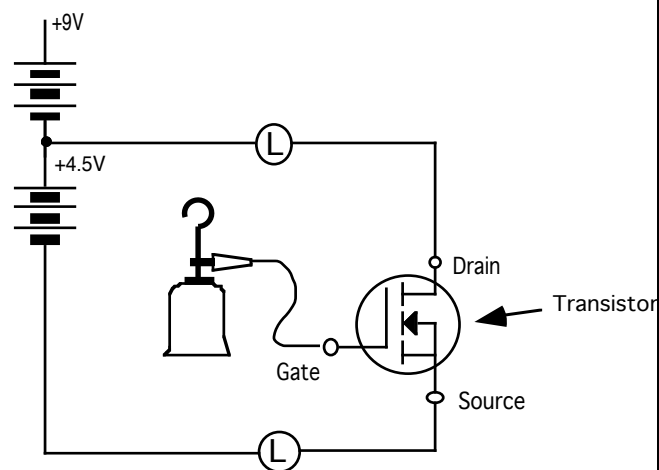 +9V
L
+4.5V
Drain
Transistor
Gate
Source
L